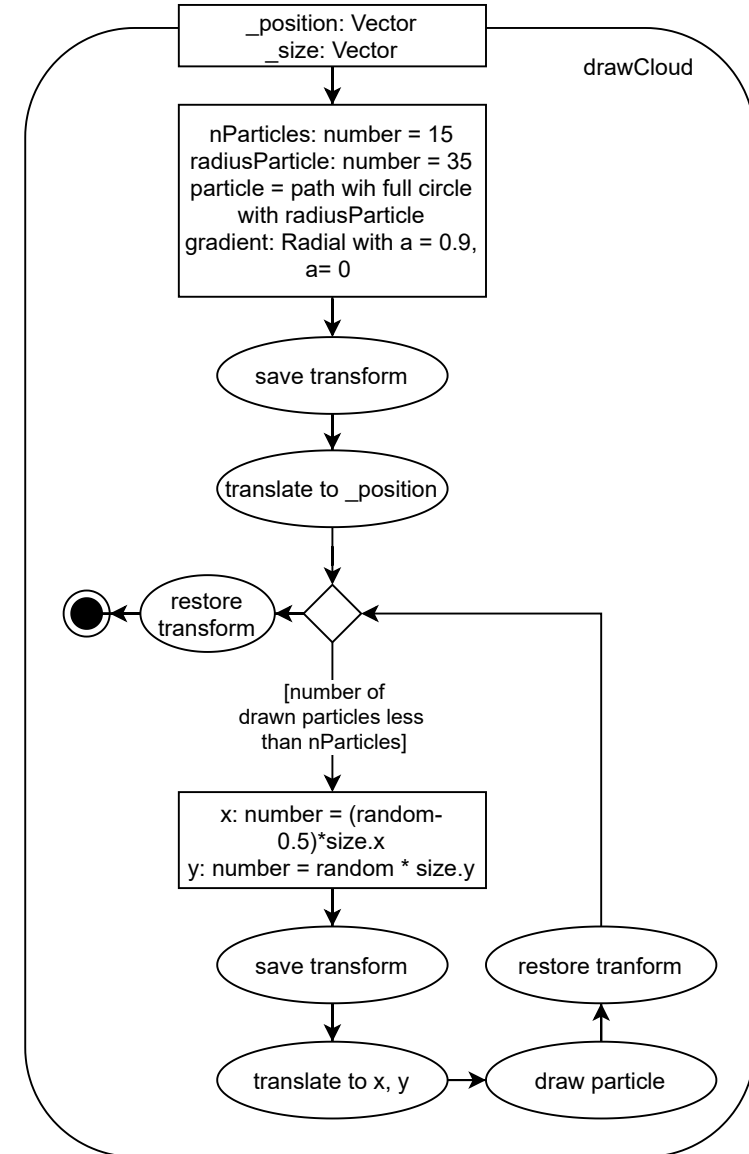 _position: Vector
_size: Vector
drawCloud
nParticles: number = 15
radiusParticle: number = 35
particle = path wih full circle
with radiusParticle
gradient: Radial with a = 0.9,
a= 0
save transform
translate to _position
restore
transform
[number of
drawn particles less
than nParticles]
x: number = (random-
0.5)*size.x
y: number = random * size.y
save transform
restore tranform
translate to x, y
draw particle